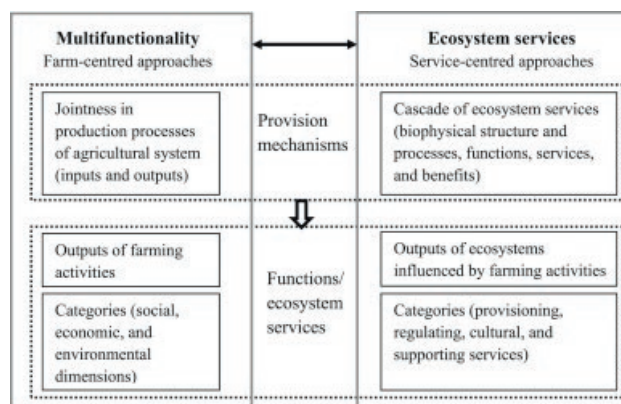 Multifunctionality
Farm-centred approaches
Ecosystem services
Service-centred approaches
Jointness in
production processes
of agricultural system
(inputs and outputs)
Provision
mechanisms
Cascade of ecosystem services
(biophysical structure and
processes, functions, services,
and benefits)
Outputs of farming
activities
Categories (social,
economic, and
environmental
dimensions)
Functions/
ecosystem
services
Outputs of ecosystems
influenced by farming activities
Categories (provisioning,
regulating, cultural, and
supporting services)